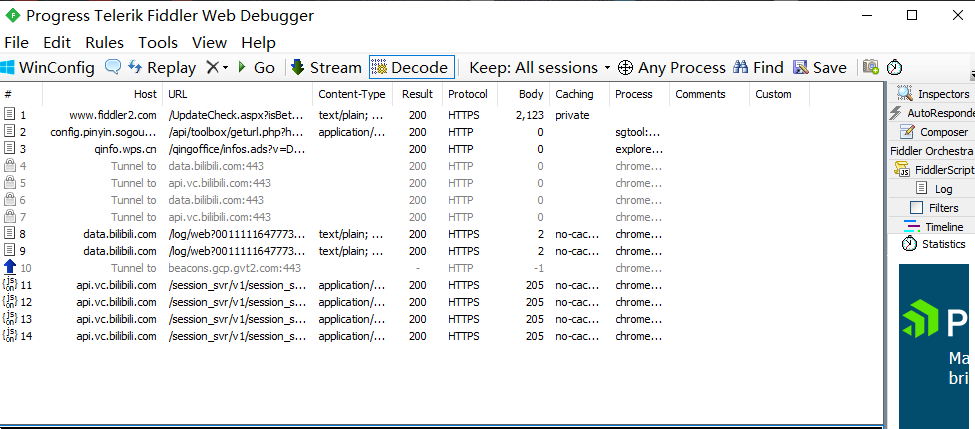 Progress Telerik Fiddler Web Debugger
File Edit Rules Tools View Help
WinConfig Replay Go Stream Decode Keep: All sessions Any Process Find Save
# Host URL Content-Type Result Protocol Body Caching Process Comments Custom
1 www.fiddler2.com /UpdateCheck.aspx?isBet... text/plain; ... 200 HTTPS 2,123 private
2 config.pinyin.sogou... /api/toolbox/geturl.php?h... application/... 200 HTTP 0 sgtool:...
3 qinfo.wps.cn /qingoffice/infos.ads?v=D... 200 HTTP 0 explore...
4 Tunnel to data.bilibili.com:443 200 HTTP 0 chrome...
5 Tunnel to api.vc.bilibili.com:443 200 HTTP 0 chrome...
6 Tunnel to data.bilibili.com:443 200 HTTP 0 chrome...
7 Tunnel to api.vc.bilibili.com:443 200 HTTP 0 chrome...
8 data.bilibili.com /log/web?0011111647773... text/plain; ... 200 HTTPS 2 no-cac... chrome...
9 data.bilibili.com /log/web?0011111647773... text/plain; ... 200 HTTPS 2 no-cac... chrome...
10 Tunnel to beacons.gcp.gvt2.com:443 - HTTP -1 chrome...
11 api.vc.bilibili.com /session_svr/v1/session_s... application/... 200 HTTPS 205 no-cac... chrome...
12 api.vc.bilibili.com /session_svr/v1/session_s... application/... 200 HTTPS 205 no-cac... chrome...
13 api.vc.bilibili.com /session_svr/v1/session_s... application/... 200 HTTPS 205 no-cac... chrome...
14 api.vc.bilibili.com /session_svr/v1/session_s... application/... 200 HTTPS 205 no-cac... chrome...
Inspectors
AutoResponde
Composer
Fiddler Orchestra
FiddlerScript
Log
Filters
Timeline
Statistics
P
Ma
bri